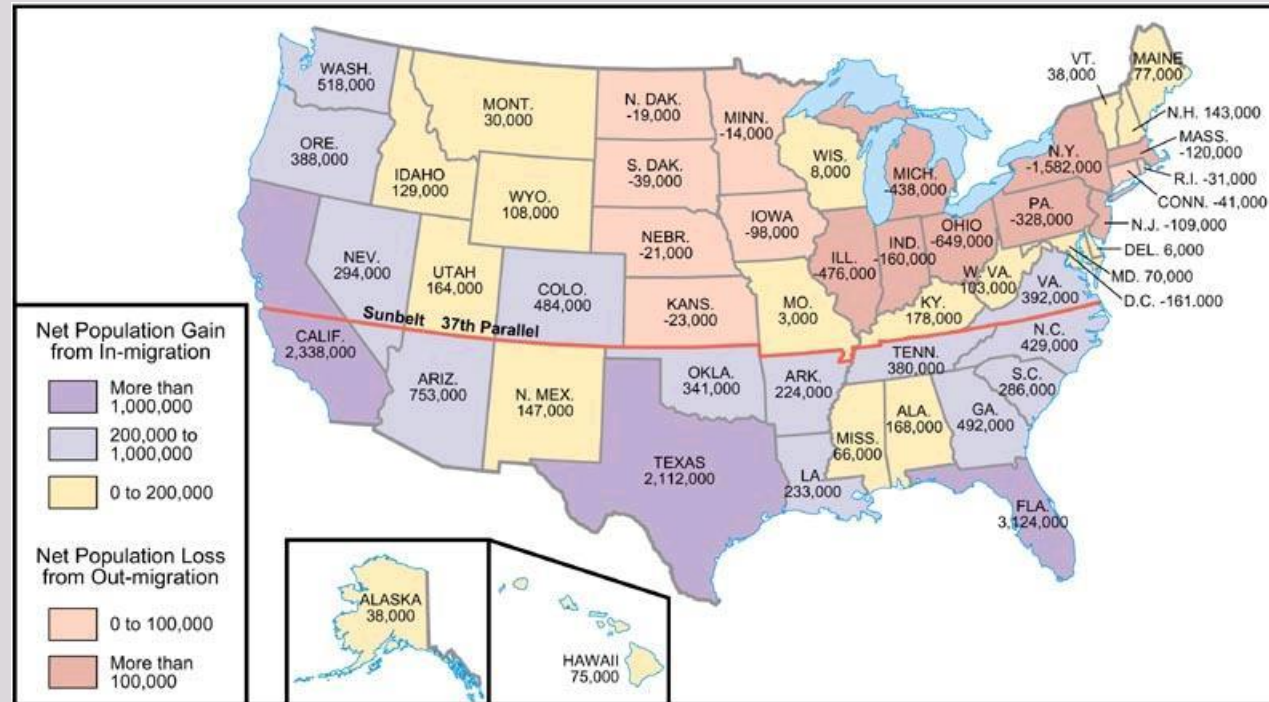 WASH.
518,000
ORE.
388,000
MONT.
30,000
IDAHO
129,000
WYO.
108,000
NEV.
294,000
UTAH
164,000
COLO.
484,000
N. DAK.
-19,000
S. DAK.
-39,000
NEBR.
-21,000
KANS.
-23,000
MINN.
-14,000
IOWA
-98,000
MO.
3,000
WIS.
8,000
MICH.
-438,000
ILL.
-476,000
IND.
-160,000
OHIO
-649,000
KY.
178,000
W. VA.
103,000
VA.
392,000
PA.
-328,000
N.Y.
-1,582,000
VT.
38,000
MAINE
77,000
N.H. 143,000
MASS.
-120,000
R.I. -31,000
CONN. -41,000
N.J. -109,000
DEL. 6,000
MD. 70,000
D.C. -161.000
Sunbelt 37th Parallel
CALIF.
2,338,000
ARIZ.
753,000
N. MEX.
147,000
TEXAS
2,112,000
OKLA.
341,000
ARK.
224,000
LA.
233,000
TENN.
380,000
MISS.
66,000
ALA.
168,000
GA.
492,000
N.C.
429,000
S.C.
286,000
FLA.
3,124,000
ALASKA
38,000
HAWAII
75,000
Net Population Gain
from In-migration
More than
1,000,000
200,000 to
1,000,000
0 to 200,000
Net Population Loss
from Out-migration
0 to 100,000
More than
100,000